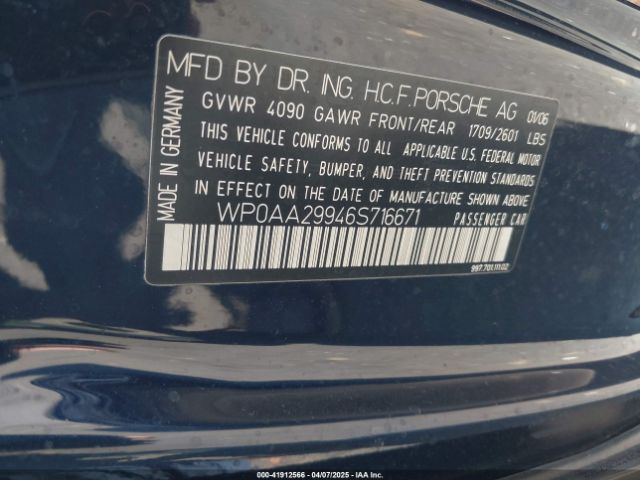 MFD BY DR. ING. H.C.F. PORSCHE AG 01/06
GVWR 4090 GAWR FRONT/REAR 1709/2601 LBS
THIS VEHICLE CONFORMS TO ALL APPLICABLE U.S. FEDERAL MOTOR
VEHICLE SAFETY, BUMPER, AND THEFT PREVENTION STANDARDS
IN EFFECT ON THE DATE OF MANUFACTURE SHOWN ABOVE
WP0AA29946S716671 PASSENGER CAR
997.701.111.02
MADE IN GERMANY
000-41912566 - 04/07/2025 - IAA Inc.